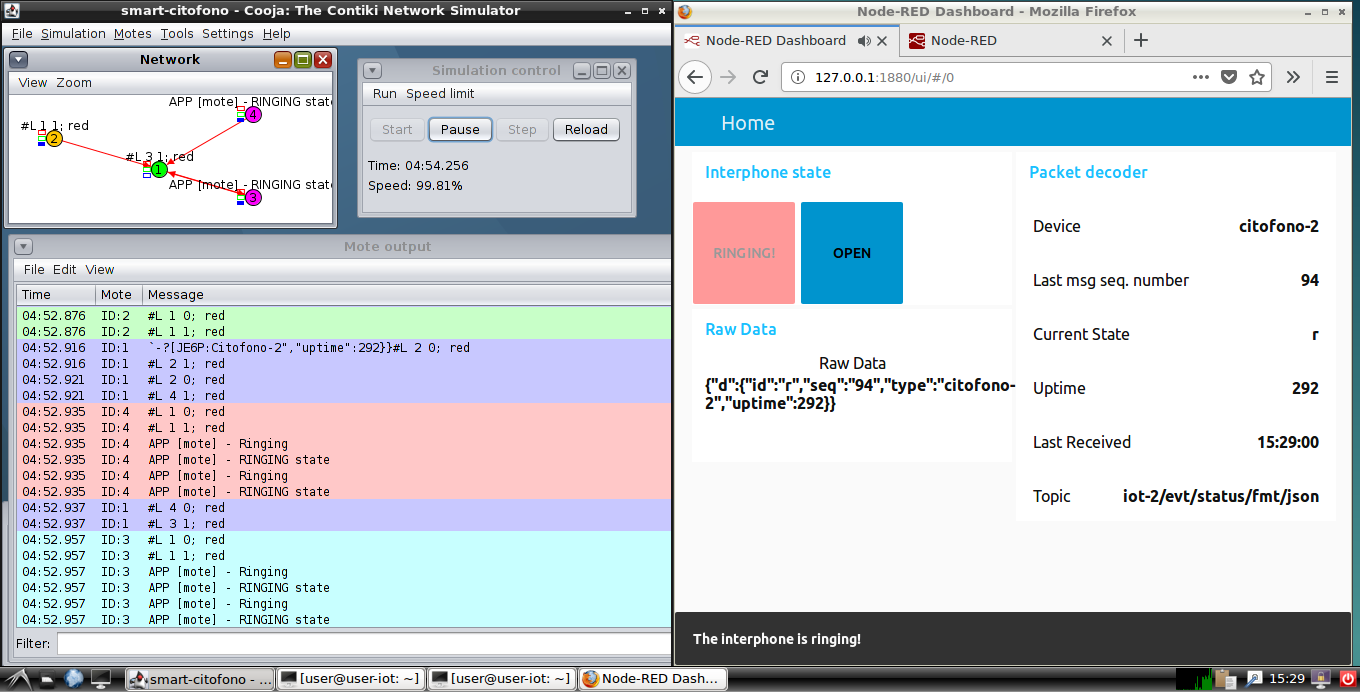 smart-citofono - Cooja: The Contiki Network Simulator
File Simulation Motes Tools Settings Help
Network
View Zoom
APP [mote] - RINGING stat
4
#L 1 1; red
2
#L 3 1; red
1
APP [mote] - RINGING stat
3
Simulation control
Run Speed limit
Start Pause Step Reload
Time: 04:54.256
Speed: 99.81%
Mote output
File Edit View
Time Mote Message
04:52.876 ID:2 #L 1 0; red
04:52.876 ID:2 #L 1 1; red
04:52.916 ID:1 `-?[JE6P:Citofono-2","uptime":292}}#L 2 0; red
04:52.916 ID:1 #L 2 1; red
04:52.921 ID:1 #L 2 0; red
04:52.921 ID:1 #L 4 1; red
04:52.935 ID:4 #L 1 0; red
04:52.935 ID:4 #L 1 1; red
04:52.935 ID:4 APP [mote] - Ringing
04:52.935 ID:4 APP [mote] - RINGING state
04:52.935 ID:4 APP [mote] - Ringing
04:52.935 ID:4 APP [mote] - RINGING state
04:52.937 ID:1 #L 4 0; red
04:52.937 ID:1 #L 3 1; red
04:52.957 ID:3 #L 1 0; red
04:52.957 ID:3 #L 1 1; red
04:52.957 ID:3 APP [mote] - Ringing
04:52.957 ID:3 APP [mote] - RINGING state
04:52.957 ID:3 APP [mote] - Ringing
04:52.957 ID:3 APP [mote] - RINGING state
Filter:
Node-RED Dashboard - Mozilla Firefox
Node-RED Dashboard Node-RED
127.0.0.1:1880/ui/#/0
Home
Interphone state
RINGING! OPEN
Raw Data
Raw Data
{"d":{"id":"r","seq":"94","type":"citofono-
2","uptime":292}}
Packet decoder
Device citofono-2
Last msg seq. number 94
Current State r
Uptime 292
Last Received 15:29:00
Topic iot-2/evt/status/fmt/json
The interphone is ringing!
smart-citofono - ... [user@user-iot: ~] [user@user-iot: ~] Node-RED Dash... 15:29